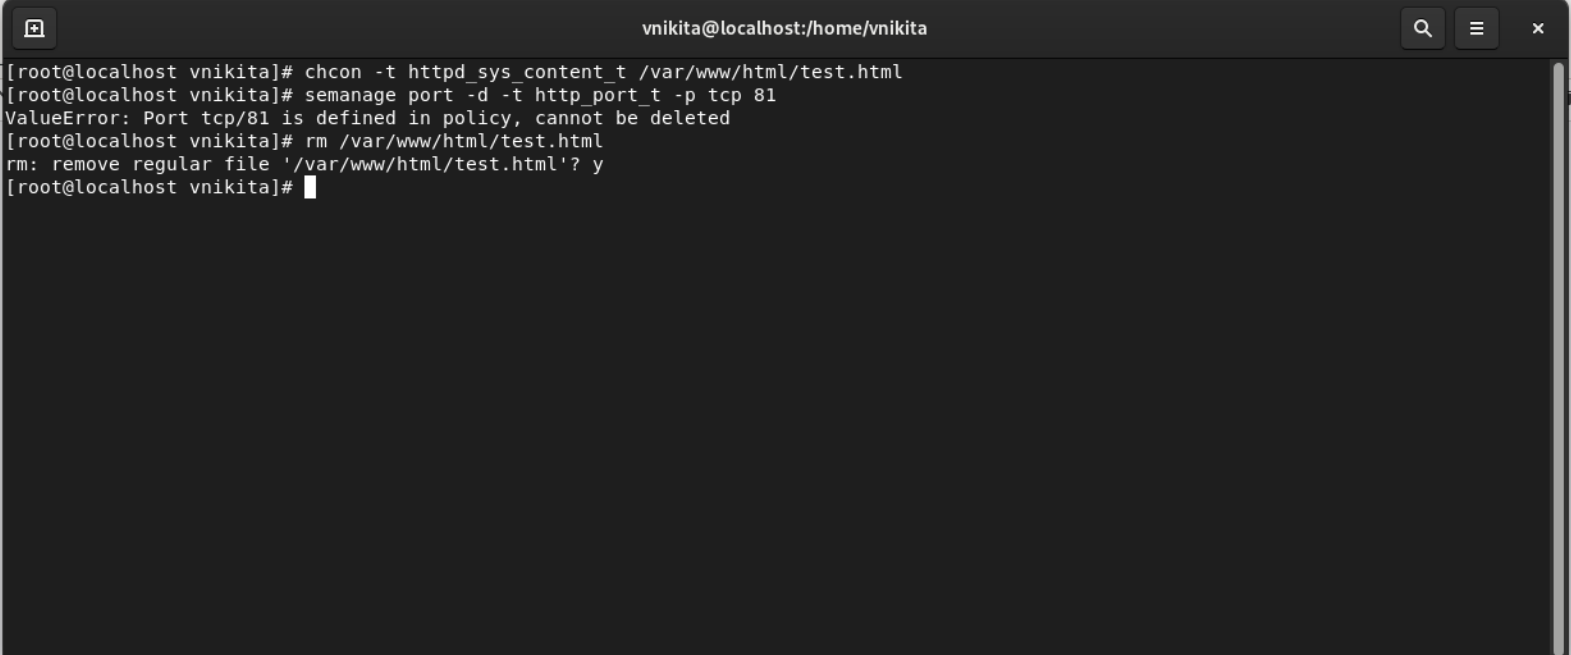 vnikita@localhost:/home/vnikita
[root@localhost vnikita]# chcon -t httpd_sys_content_t /var/www/html/test.html
[root@localhost vnikita]# semanage port -d -t http_port_t -p tcp 81
ValueError: Port tcp/81 is defined in policy, cannot be deleted
[root@localhost vnikita]# rm /var/www/html/test.html
rm: remove regular file '/var/www/html/test.html'? y
[root@localhost vnikita]#